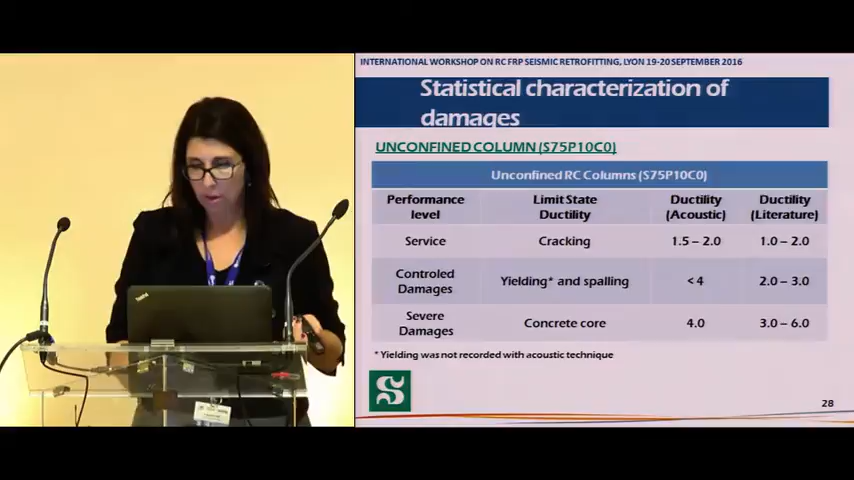 INTERNATIONAL WORKSHOP ON RC FRP SEISMIC RETROFITTING, LYON 19-20 SEPTEMBER 2016
Statistical characterization of
damages
UNCONFINED COLUMN (S75P10C0)
Unconfined RC Columns (S75P10C0)
Performance level Limit State Ductility Ductility (Acoustic) Ductility (Literature)
Service Cracking 1.5 – 2.0 1.0 – 2.0
Controled Damages Yielding* and spalling < 4 2.0 – 3.0
Severe Damages Concrete core 4.0 3.0 – 6.0
* Yielding was not recorded with acoustic technique
28